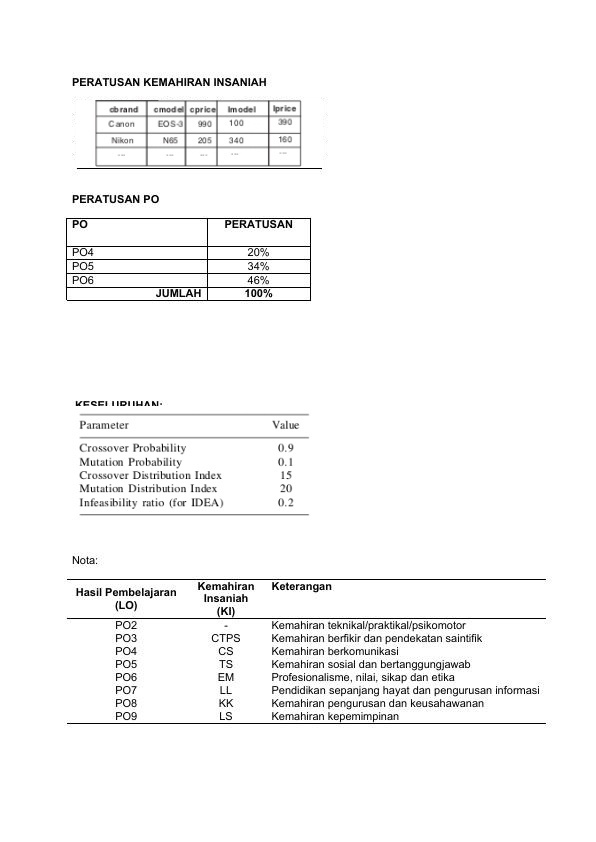 PERATUSAN KEMAHIRAN INSANIAH
cbrand cmodel cprice lmodel lprice
Canon EOS-3 990 100 390
Nikon N65 205 340 160
... ... ... ... ...
PERATUSAN PO
PO PERATUSAN
PO4 20%
PO5 34%
PO6 46%
JUMLAH 100%
KESELURUHAN:
Parameter Value
Crossover Probability 0.9
Mutation Probability 0.1
Crossover Distribution Index 15
Mutation Distribution Index 20
Infeasibility ratio (for IDEA) 0.2
Nota:
Hasil Pembelajaran (LO) Kemahiran Insaniah (KI) Keterangan
PO2 - Kemahiran teknikal/praktikal/psikomotor
PO3 CTPS Kemahiran berfikir dan pendekatan saintifik
PO4 CS Kemahiran berkomunikasi
PO5 TS Kemahiran sosial dan bertanggungjawab
PO6 EM Profesionalisme, nilai, sikap dan etika
PO7 LL Pendidikan sepanjang hayat dan pengurusan informasi
PO8 KK Kemahiran pengurusan dan keusahawanan
PO9 LS Kemahiran kepemimpinan